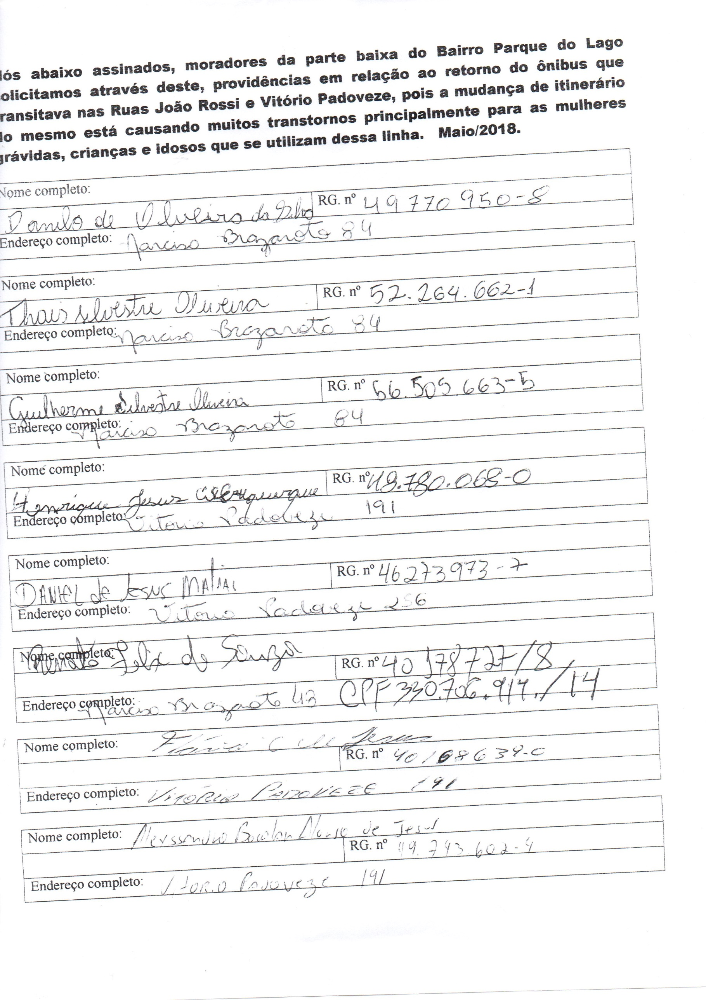 ós abaixo assinados, moradores da parte baixa do Bairro Parque do Lago
olicitamos através deste, providências em relação ao retorno do ônibus que
ransitava nas Ruas João Rossi e Vitório Padoveze, pois a mudança de itinerário
o mesmo está causando muitos transtornos principalmente para as mulheres
grávidas, crianças e idosos que se utilizam dessa linha. Maio/2018.
Nome completo:
Danilo de Oliveira da Silva RG. nº 49 770 950-8
Endereço completo: Narciso Brazaroto 84
Nome completo:
Thais silvestre Oliveira RG. nº 52.264.662-1
Endereço completo: Narciso Brazaroto 84
Nome completo:
Guilherme Silvestre Oliveira RG. nº 56.505.663-5
Endereço completo: Narciso Brazaroto 84
Nome completo:
Henrique Jesus RG. nº 48.780.068-0
Endereço completo: Vitorio Padoveze 191
Nome completo:
DANIEL de Jesus RG. nº 46273973-7
Endereço completo: Vitorio Padoveze 256
Nome completo:
Renato Felix de Souza RG. nº 40 178727/8
Endereço completo: Narciso Brazaroto 43 CPF 330.706.914./14
Nome completo: Flávio C de Jesus
RG. nº
Endereço completo: VITÓRIO PADOVEZE 191
Nome completo: de Jesus
RG. nº 49.743.602-4
Endereço completo: Vitorio Padoveze 191